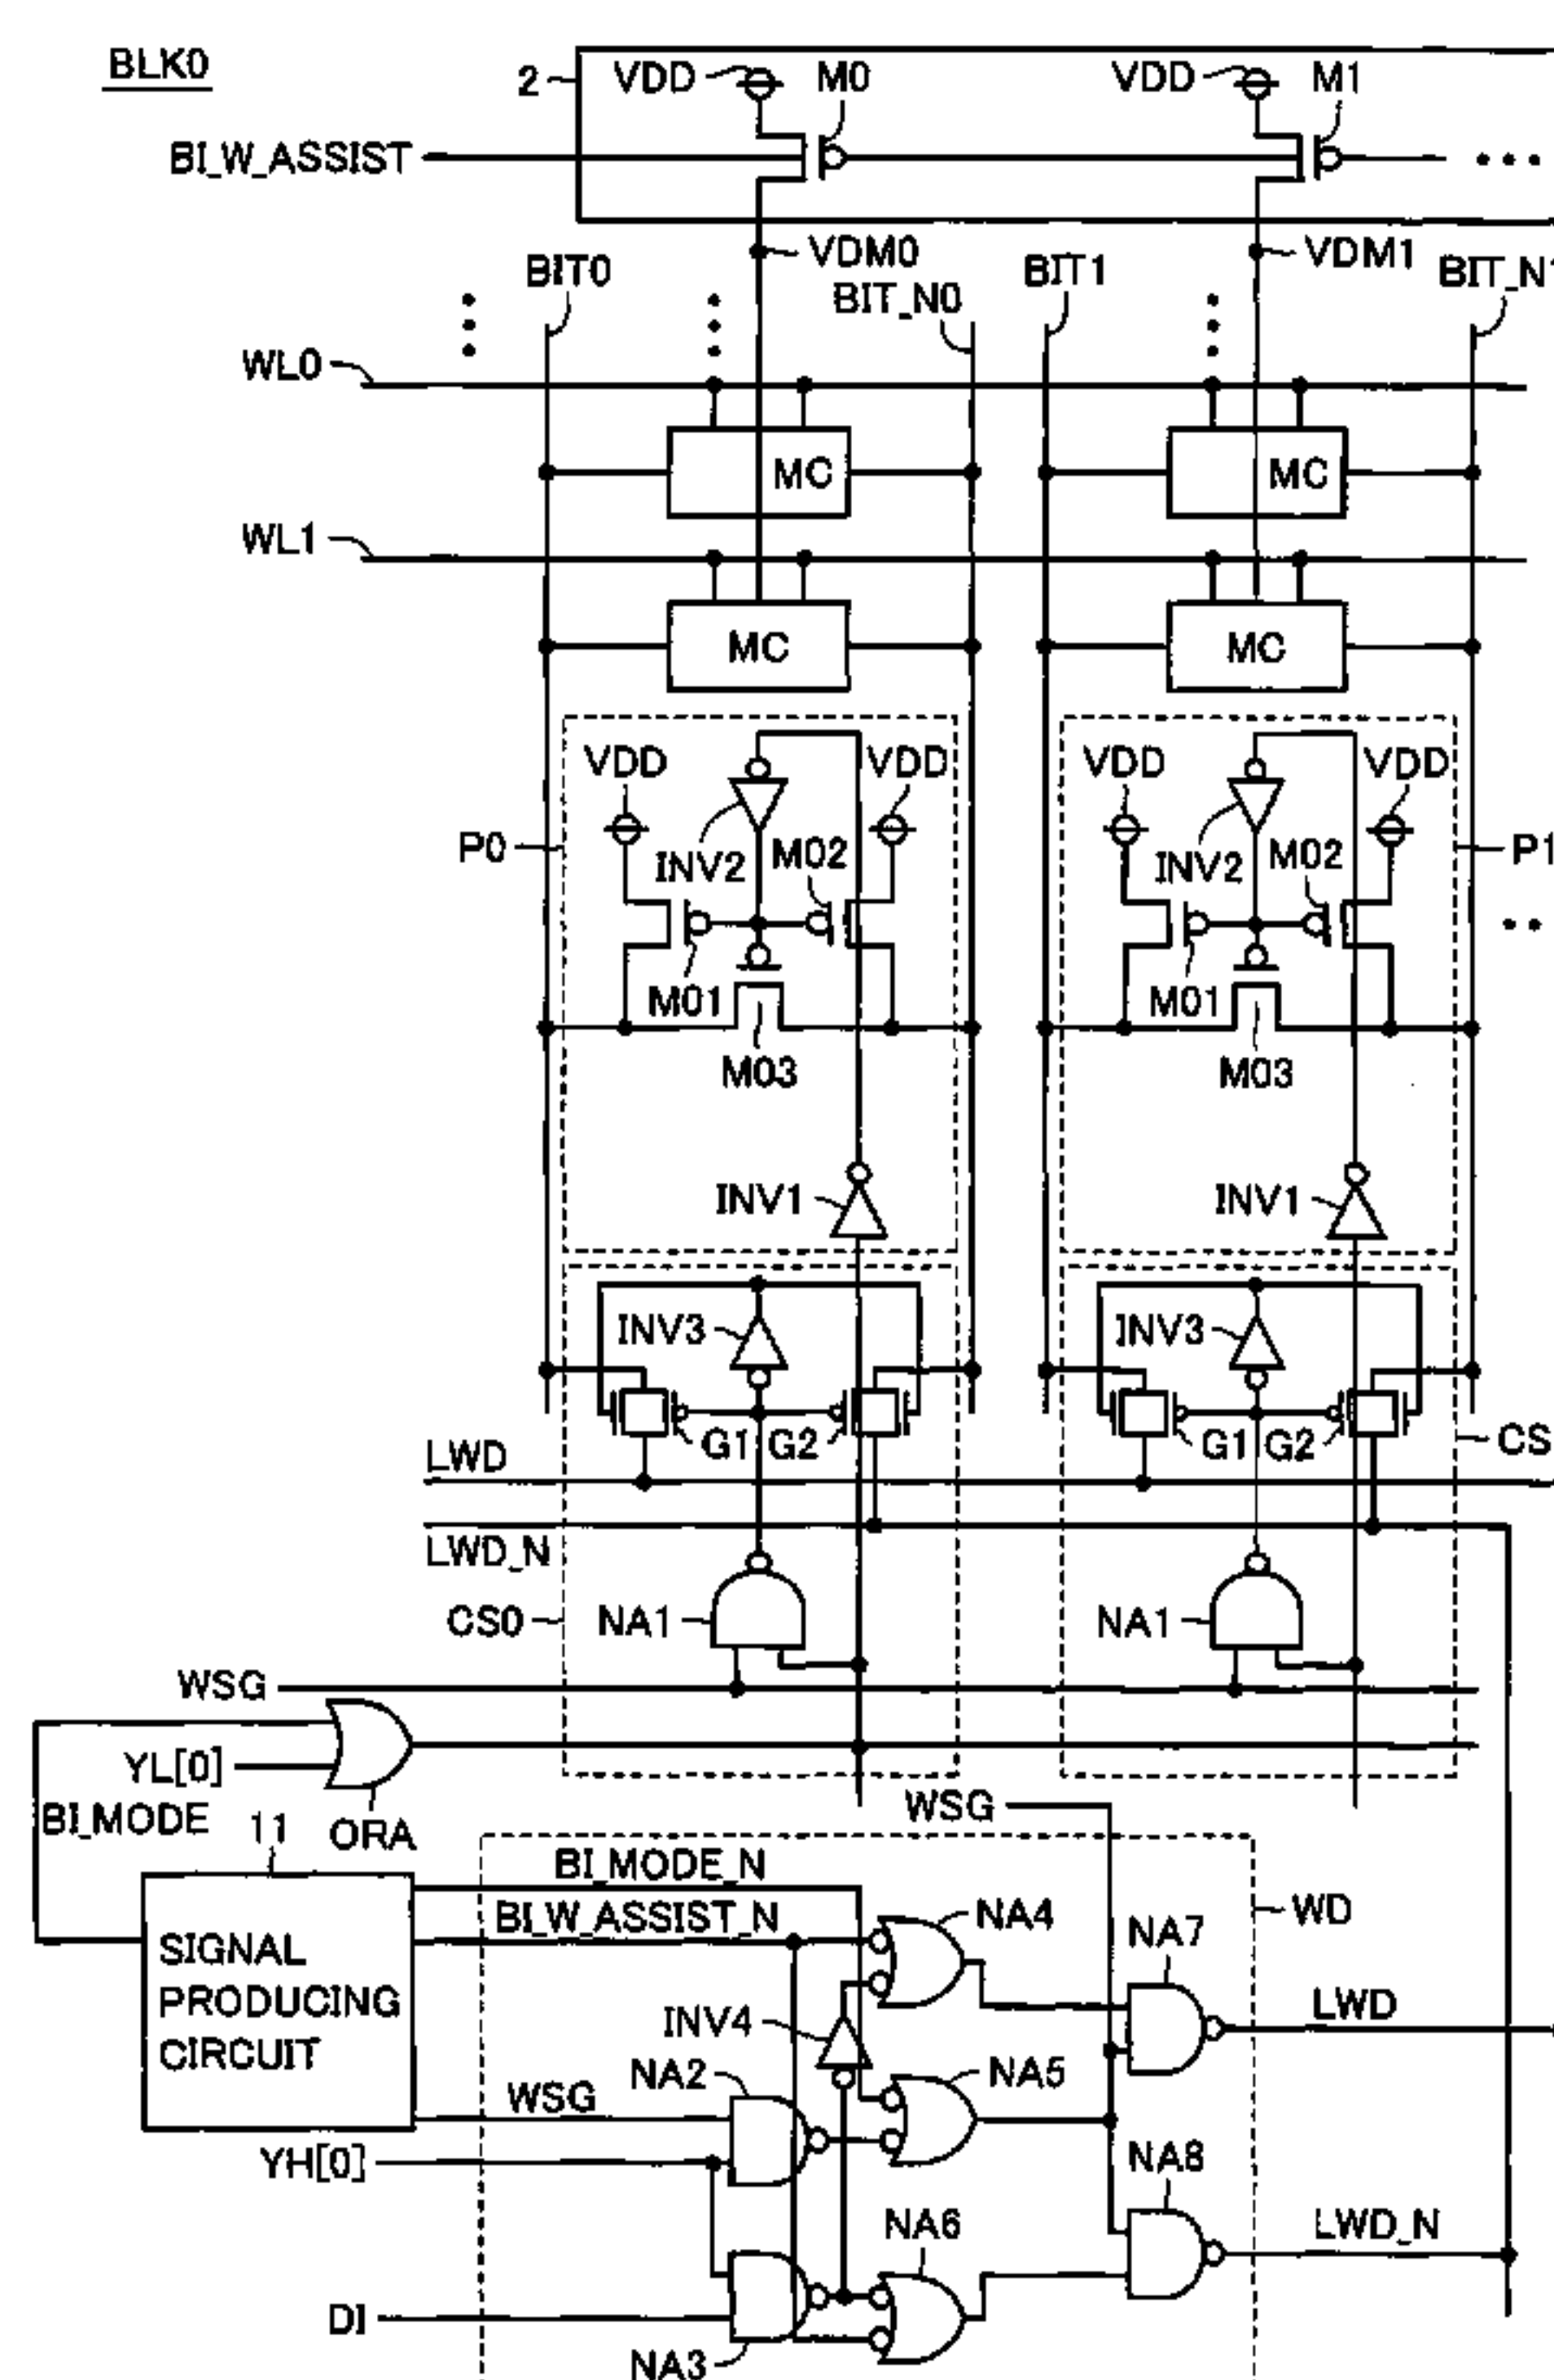 BLK0
2
VDD
M0
VDD
M1
BI_W_ASSIST
...
BIT0
VDM0
BIT_N0
BIT1
VDM1
BIT_N1
WL0
MC
MC
WL1
MC
MC
VDD
VDD
VDD
VDD
P0
INV2
M02
INV2
M02
P1
M01
M01
M03
M03
INV1
INV1
INV3
INV3
G1
G2
G1
G2
CS
LWD
LWD_N
CS0
NA1
NA1
WSG
YL[0]
BI_MODE
11
ORA
WSG
BI_MODE_N
WD
BI_W_ASSIST_N
NA4
NA7
SIGNAL
PRODUCING
CIRCUIT
INV4
LWD
NA2
NA5
WSG
YH[0]
NA8
NA6
LWD_N
DI
NA3